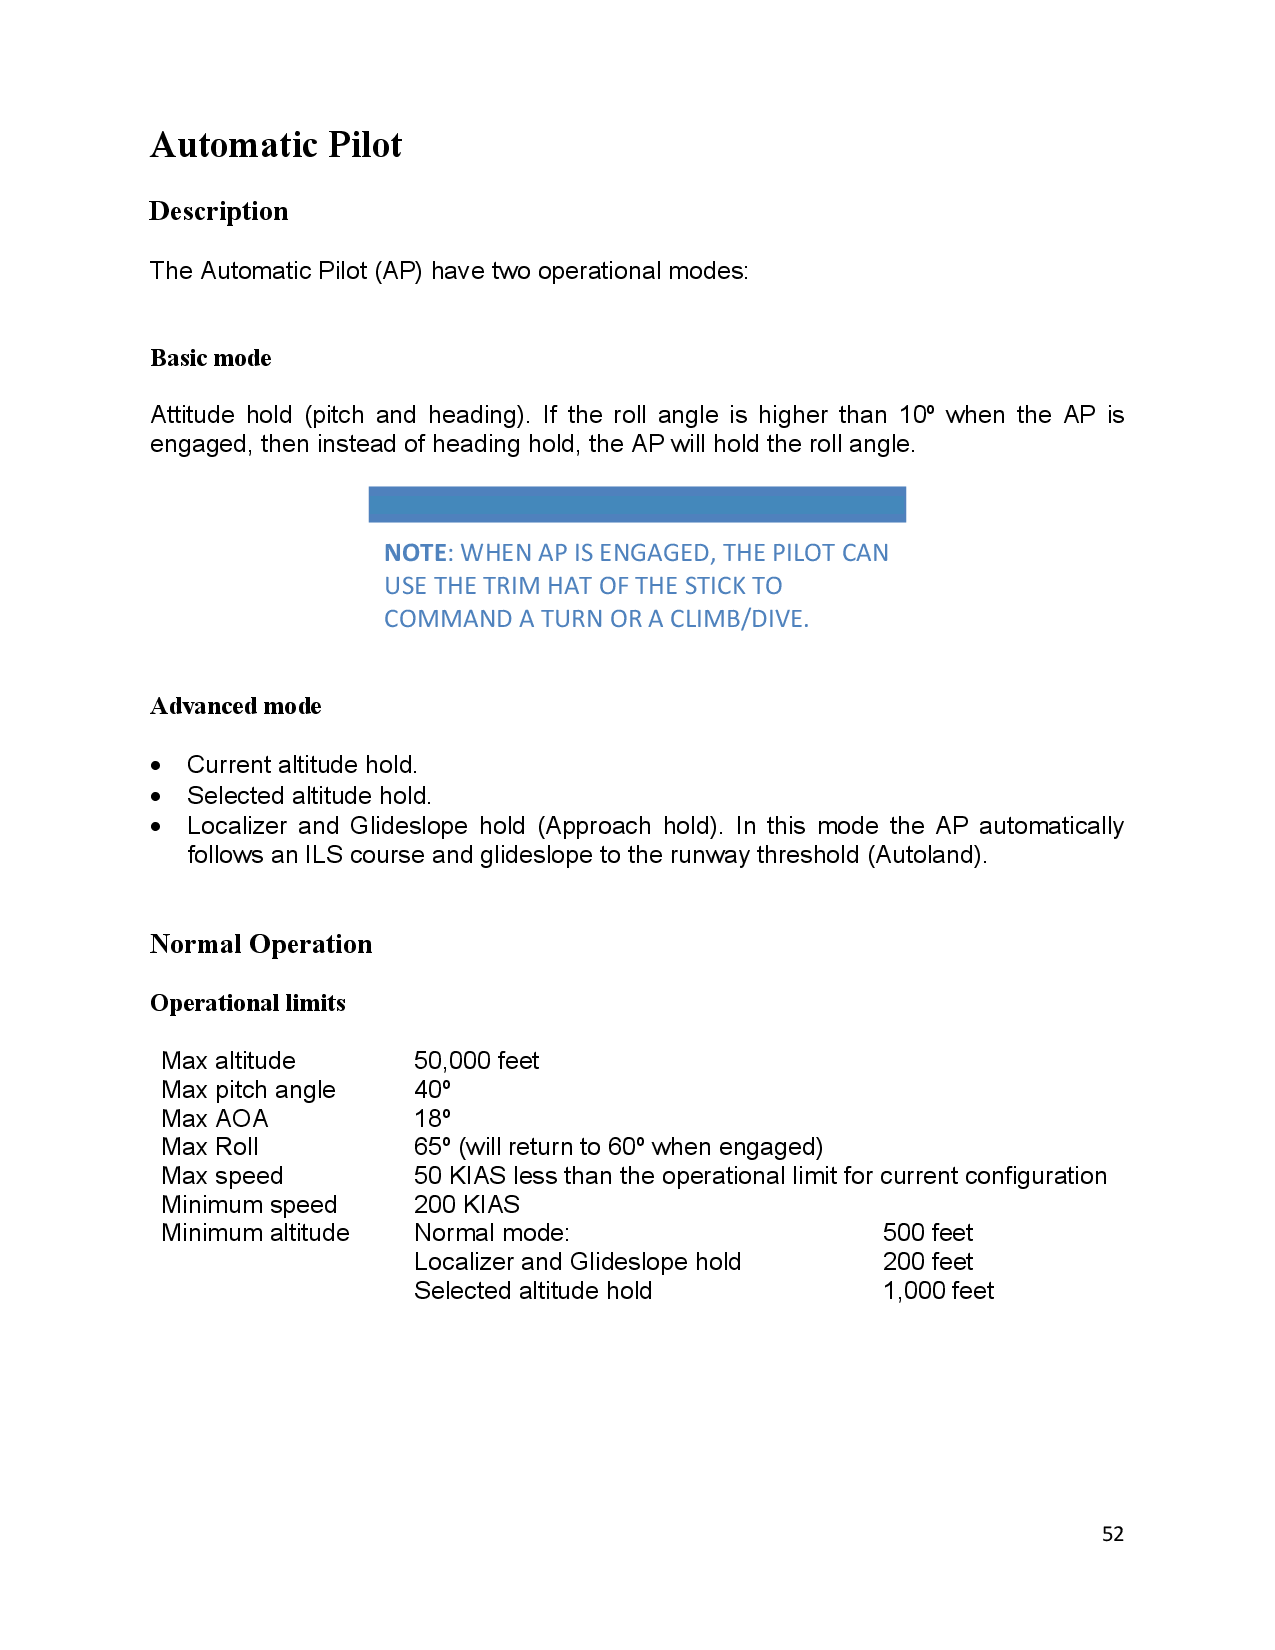 Automatic Pilot
Description
The Automatic Pilot (AP) have two operational modes:
Basic mode
Attitude hold (pitch and heading). If the roll angle is higher than 10º when the AP is
engaged, then instead of heading hold, the AP will hold the roll angle.
NOTE: WHEN AP IS ENGAGED, THE PILOT CAN
USE THE TRIM HAT OF THE STICK TO
COMMAND A TURN OR A CLIMB/DIVE.
Advanced mode
• Current altitude hold.
• Selected altitude hold.
• Localizer and Glideslope hold (Approach hold). In this mode the AP automatically
follows an ILS course and glideslope to the runway threshold (Autoland).
Normal Operation
Operational limits
Max altitude 50,000 feet
Max pitch angle 40º
Max AOA 18º
Max Roll 65º (will return to 60º when engaged)
Max speed 50 KIAS less than the operational limit for current configuration
Minimum speed 200 KIAS
Minimum altitude Normal mode: 500 feet
Localizer and Glideslope hold 200 feet
Selected altitude hold 1,000 feet
52